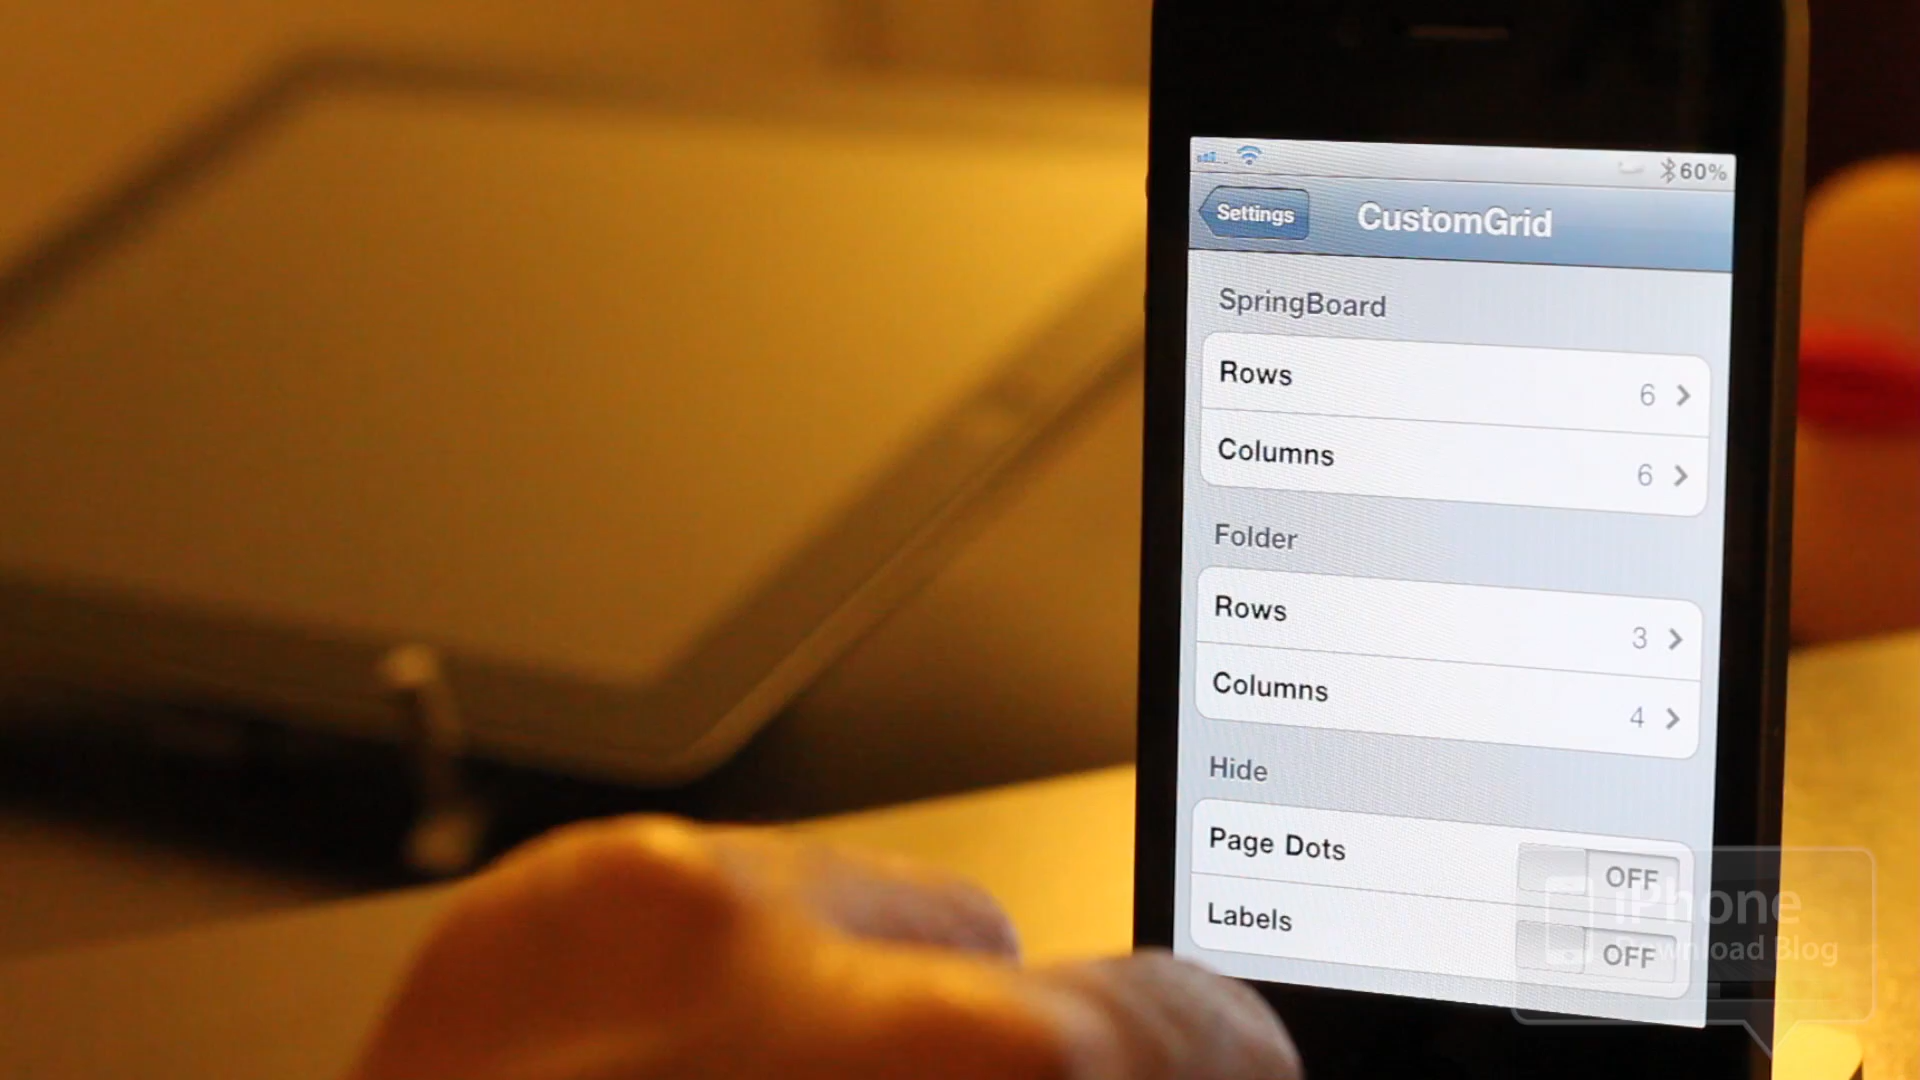 60%
Settings
CustomGrid
SpringBoard
Rows 6
Columns 6
Folder
Rows 3
Columns 4
Hide
Page Dots OFF
Labels OFF
iPhone
Download Blog